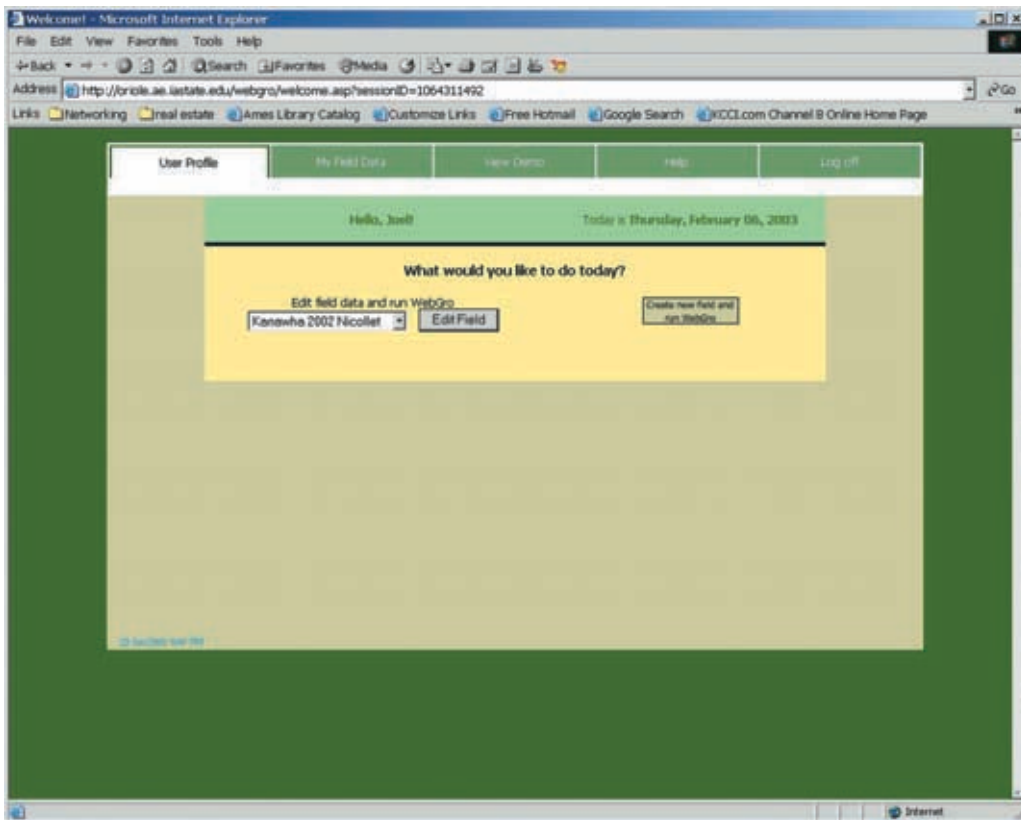 Welcome! - Microsoft Internet Explorer
File Edit View Favorites Tools Help
Back Search Favorites Media
Address http://oriole.ae.iastate.edu/webgro/welcome.asp?sessionID=1064311492 Go
Links Networking real estate Ames Library Catalog Customize Links Free Hotmail Google Search KCCI.com Channel 8 Online Home Page
User Profile My Field Data View Demo Help Log off
Hello, Joel! Today is Thursday, February 06, 2003
What would you like to do today?
Edit field data and run WebGro
Kanawha 2002 Nicollet Edit Field
Create new field and
run WebGro
Internet